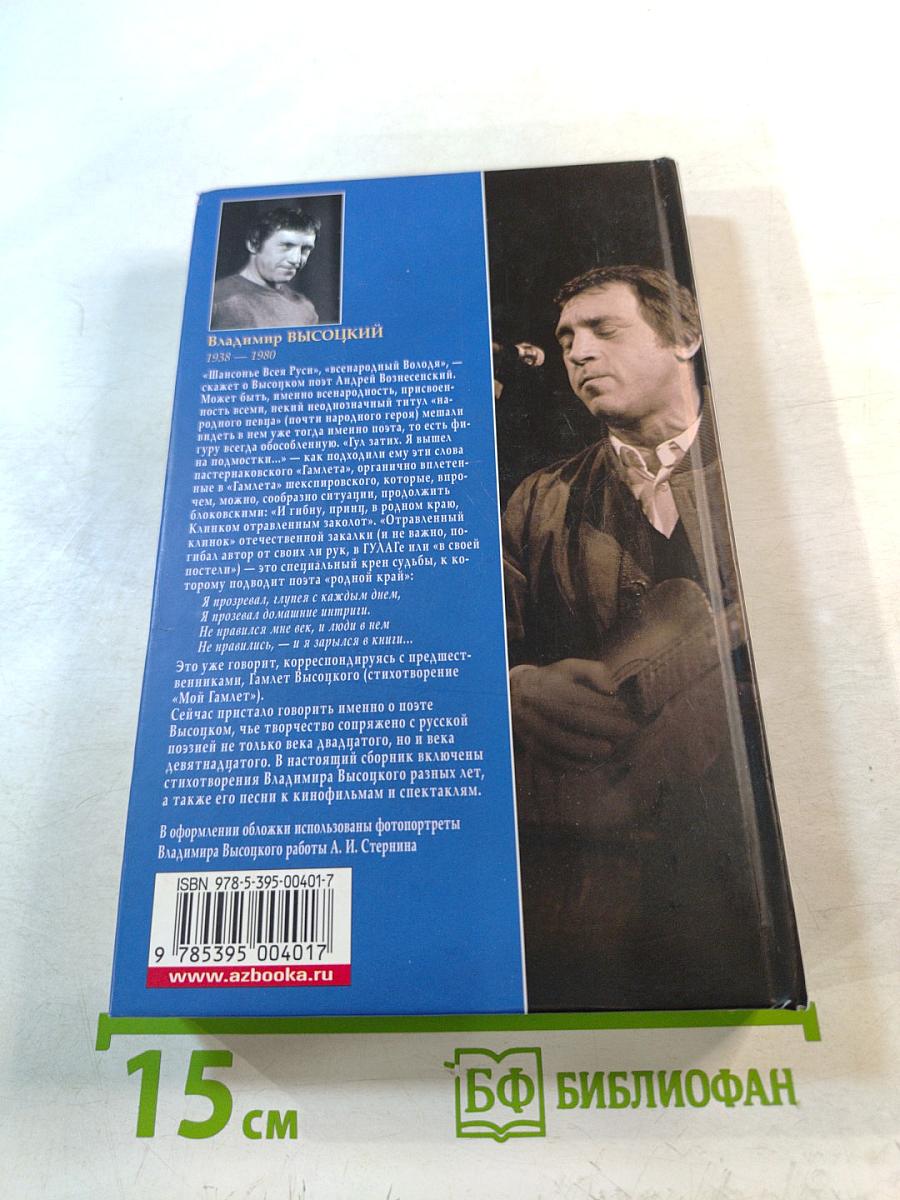 Владимир ВЫСОЦКИЙ
1938 — 1980
«Шансонье Всея Руси», «всенародный Володя», —
скажет о Высоцком поэт Андрей Вознесенский.
Может быть, именно всенародность, присвоен-
ность всеми, некий неоднозначный титул «на-
родного певца» (почти народного героя) мешали
видеть в нем уже тогда именно поэта, то есть фи-
гуру всегда обособленную. «Гул затих. Я вышел
на подмостки...» — как подходили ему эти слова
пастернаковского «Гамлета», органично вплетен-
ные в «Гамлета» шекспировского, которые, впро-
чем, можно, сообразно ситуации, продолжить
блоковскими: «И гибну, принц, в родном краю,
Клинком отравленным заколот». «Отравленный
клинок» отечественной закалки (и не важно, по-
гибал автор от своих ли рук, в ГУЛАГе или «в своей
постели») — это специальный крен судьбы, к ко-
торому подводит поэта «родной край»:
Я прозревал, глупея с каждым днем,
Я прозевал домашние интриги.
Не нравился мне век, и люди в нем
Не нравились, — и я зарылся в книги...
Это уже говорит, корреспондируясь с предшест-
венниками, Гамлет Высоцкого (стихотворение
«Мой Гамлет»).
Сейчас пристало говорить именно о поэте
Высоцком, чье творчество сопряжено с русской
поэзией не только века двадцатого, но и века
девятнадцатого. В настоящий сборник включены
стихотворения Владимира Высоцкого разных лет,
а также его песни к кинофильмам и спектаклям.
В оформлении обложки использованы фотопортреты
Владимира Высоцкого работы А. И. Стернина
ISBN 978-5-395-00401-7
9 785395 004017
www.azbooka.ru
15 см
БФ БИБЛИОФАН